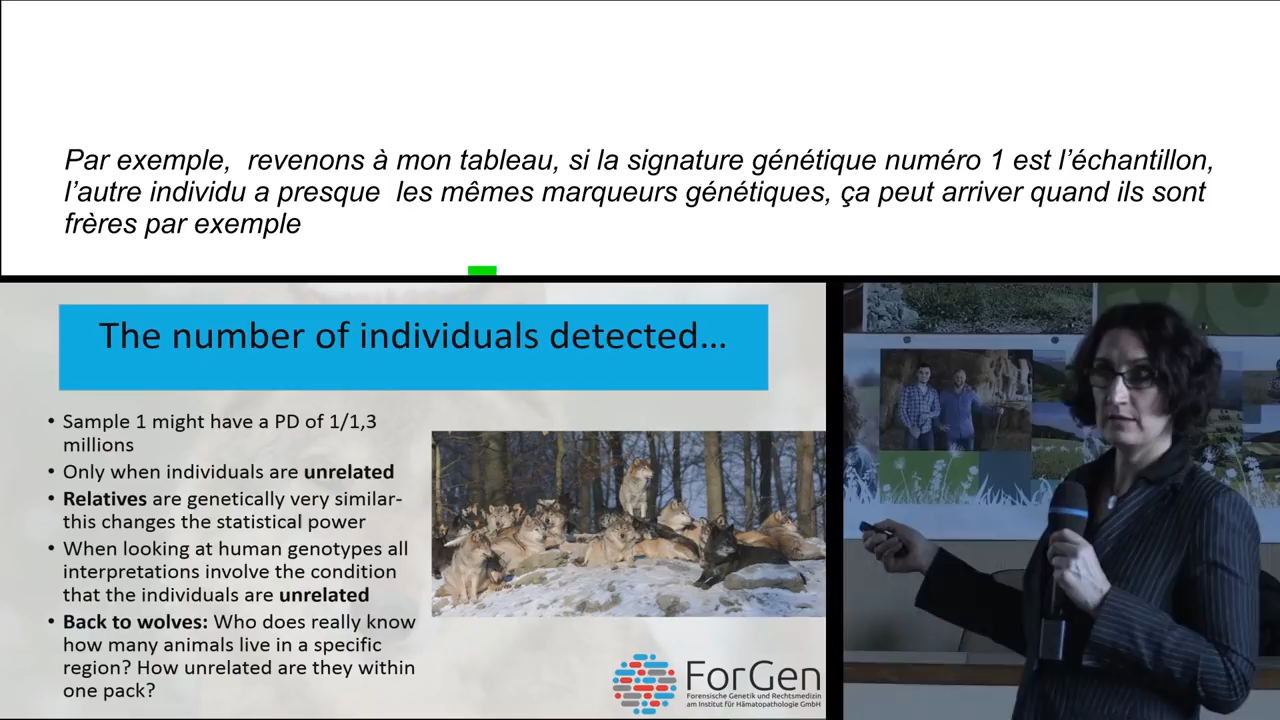 Par exemple,  revenons à mon tableau, si la signature génétique numéro 1 est l’échantillon,
l’autre individu a presque  les mêmes marqueurs génétiques, ça peut arriver quand ils sont
frères par exemple
The number of individuals detected...
• Sample 1 might have a PD of 1/1,3
millions
• Only when individuals are unrelated
• Relatives are genetically very similar-
this changes the statistical power
• When looking at human genotypes all
interpretations involve the condition
that the individuals are unrelated
• Back to wolves: Who does really know
how many animals live in a specific
region? How unrelated are they within
one pack?
ForGen
Forensische Genetik und Rechtsmedizin
am Institut für Hämatopathologie GmbH